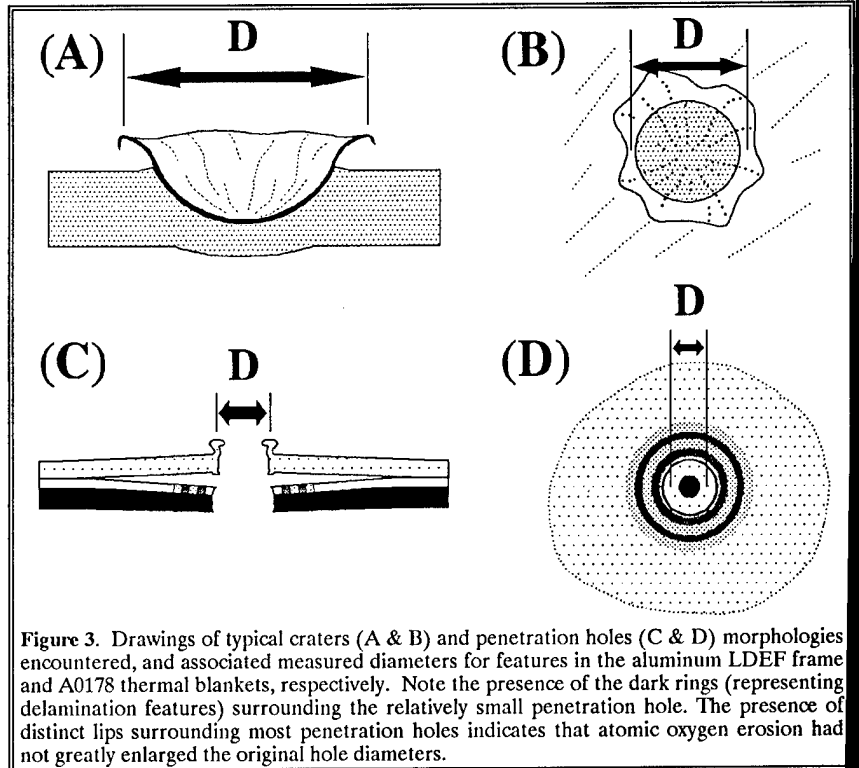 (A)
D
(B)
D
(C)
D
(D)
D
Figure 3. Drawings of typical craters (A & B) and penetration holes (C & D) morphologies
encountered, and associated measured diameters for features in the aluminum LDEF frame
and A0178 thermal blankets, respectively. Note the presence of the dark rings (representing
delamination features) surrounding the relatively small penetration hole. The presence of
distinct lips surrounding most penetration holes indicates that atomic oxygen erosion had
not greatly enlarged the original hole diameters.